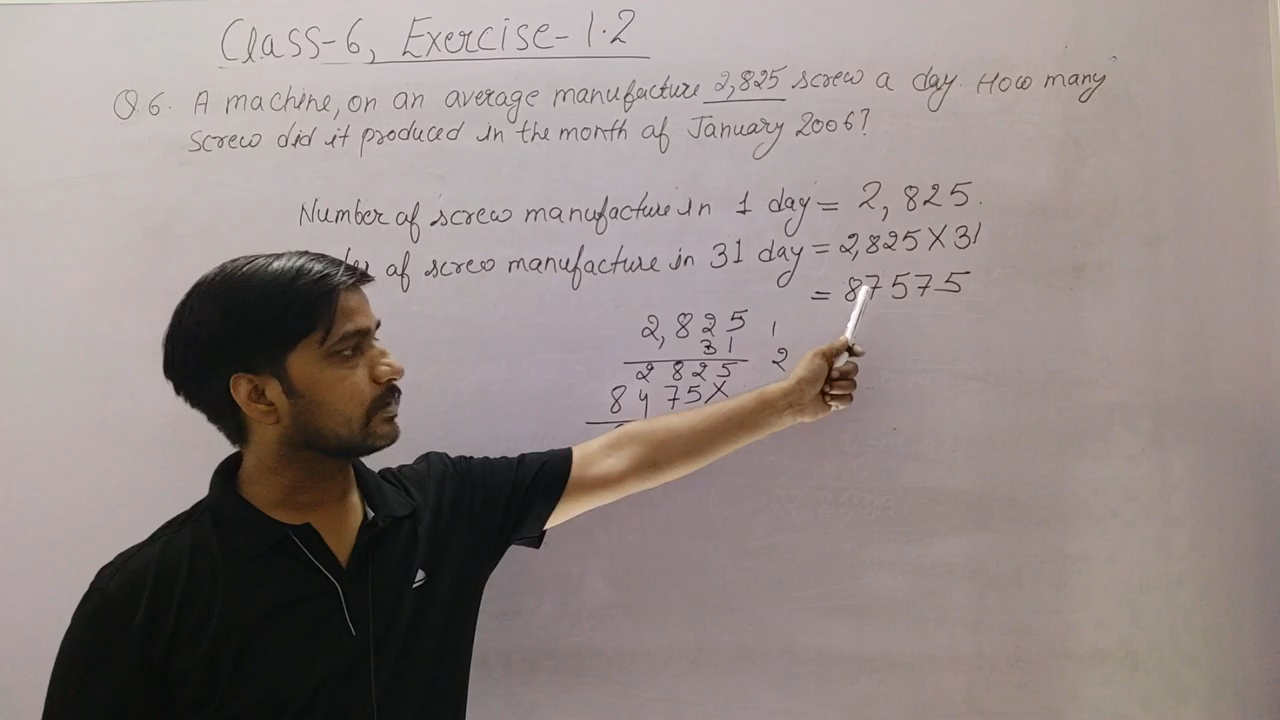 Class-6, Exercise-1.2
Q.6. A machine, on an average manufacture 2,825 screw a day. How many
screw did it produced in the month of January 2006?
Number of screw manufacture in 1 day = 2,825.
of screw manufacture in 31 day = 2,825 X 31
= 87575
2,825 1
31 2
2825
8475X